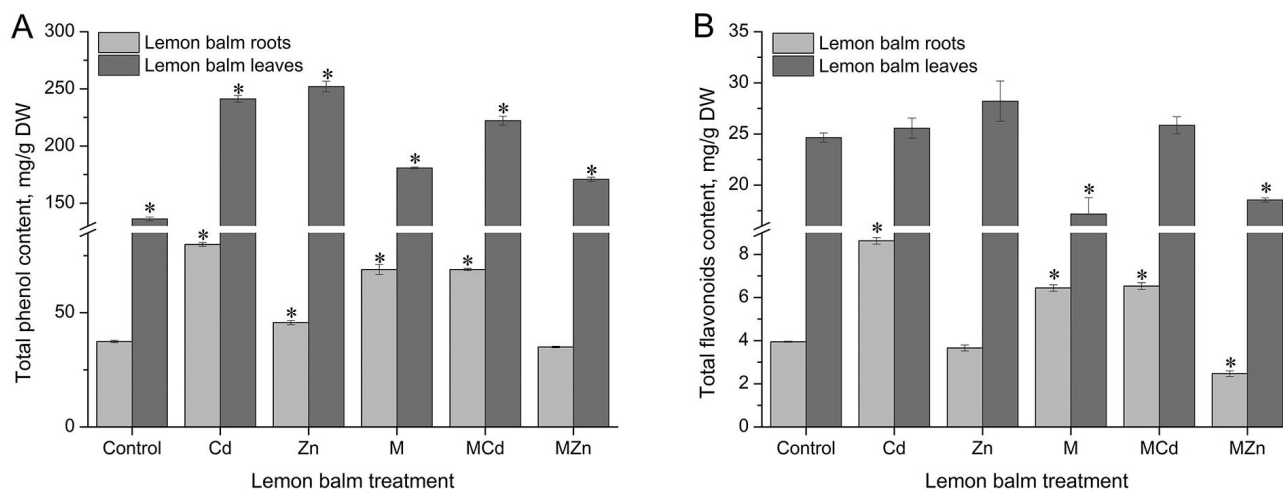 A
Total phenol content, mg/g DW
300
250
200
150
50
0
Lemon balm roots
Lemon balm leaves
*
*
*
*
*
*
*
*
*
*
Control Cd Zn M MCd MZn
Lemon balm treatment
B
Total flavonoids content, mg/g DW
35
30
25
20
8
6
4
2
0
Lemon balm roots
Lemon balm leaves
*
*
*
*
*
*
Control Cd Zn M MCd MZn
Lemon balm treatment